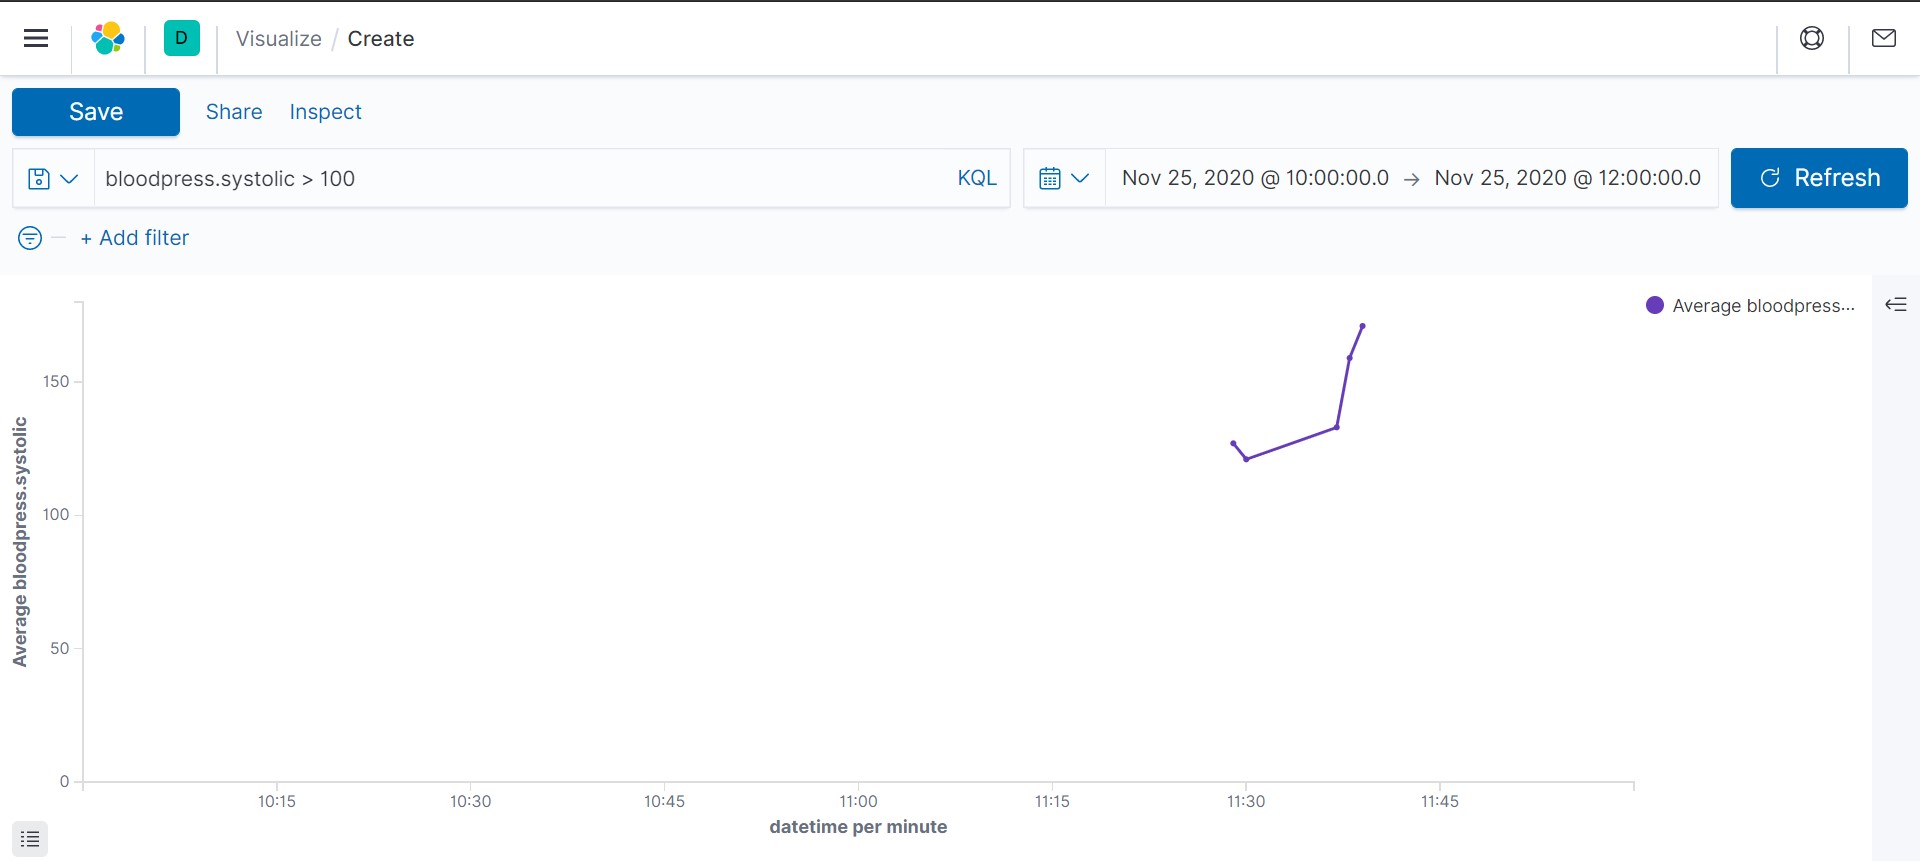 D Visualize / Create
Save Share Inspect
bloodpress.systolic > 100 KQL Nov 25, 2020 @ 10:00:00.0 → Nov 25, 2020 @ 12:00:00.0 Refresh
+ Add filter
Average bloodpress...
150
100
50
0
Average bloodpress.systolic
10:15 10:30 10:45 11:00 11:15 11:30 11:45
datetime per minute